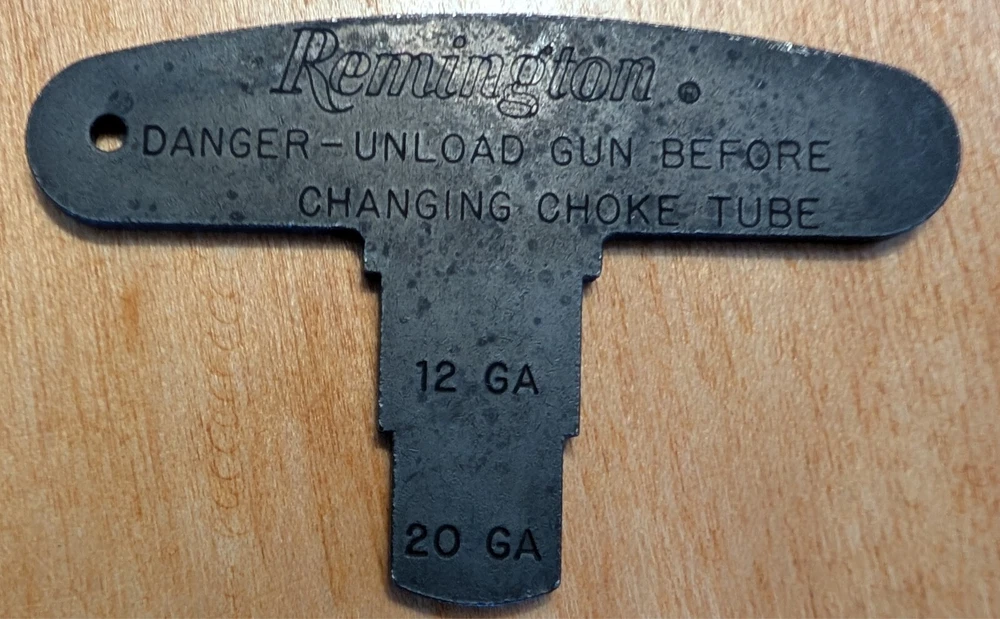 Remington
DANGER–UNLOAD GUN BEFORE
CHANGING CHOKE TUBE
12 GA
20 GA